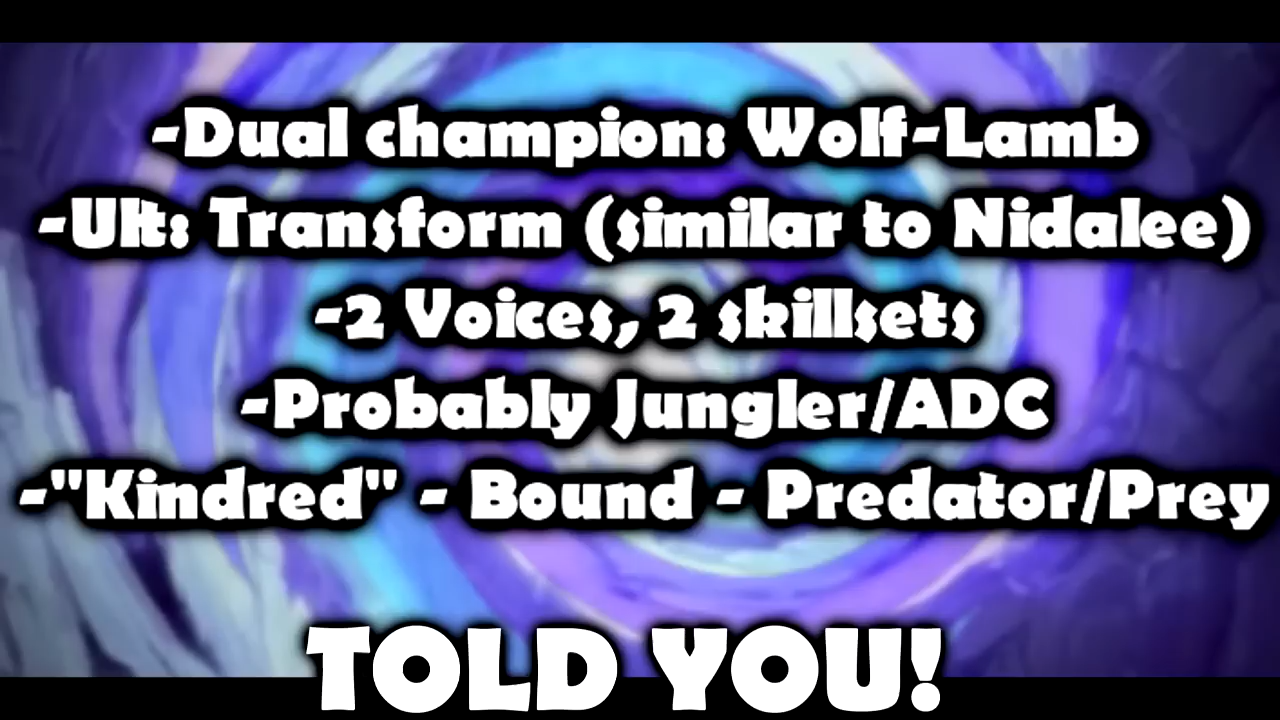 -Dual champion: Wolf-Lamb
-Ult: Transform (similar to Nidalee)
-2 Voices, 2 skillsets
-Probably Jungler/ADC
-"Kindred" - Bound - Predator/Prey
TOLD YOU!